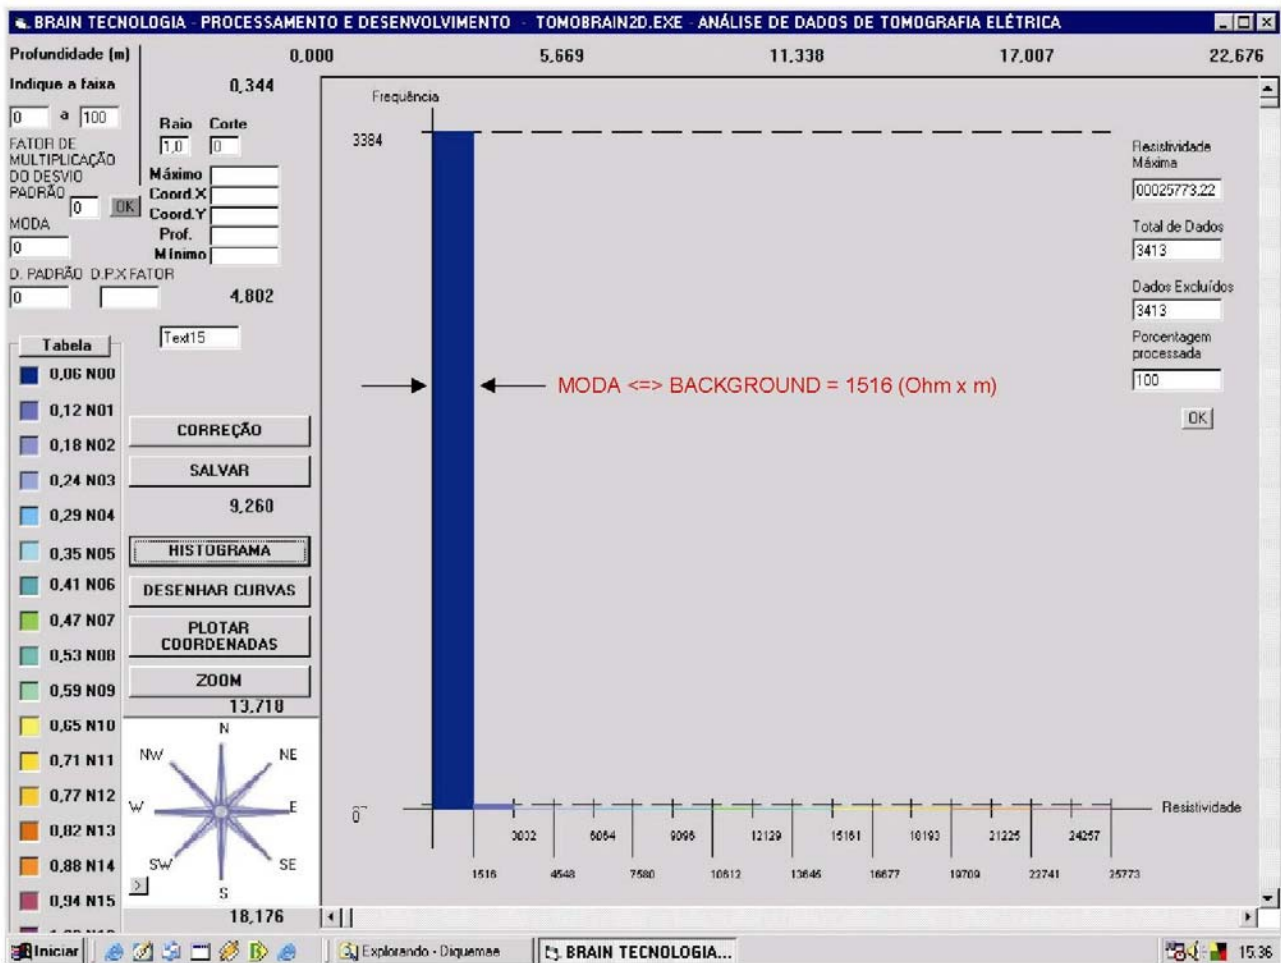 BRAIN TECNOLOGIA - PROCESSAMENTO E DESENVOLVIMENTO - TOMOBRAIN2D.EXE - ANÁLISE DE DADOS DE TOMOGRAFIA ELÉTRICA
Profundidade (m)
0,000 5,669 11,338 17,007 22,676
Indique a faixa
0,344
0 a 100
Raio Corte
1,0 0
FATOR DE
MULTIPLICAÇÃO
DO DESVIO
PADRÃO
0 OK
Máximo
Coord.X
Coord.Y
Prof.
Mínimo
MODA
0
D. PADRÃO D.P.X FATOR
0
4,802
Text15
Tabela
0,06 N00
0,12 N01
0,18 N02
0,24 N03
0,29 N04
0,35 N05
0,41 N06
0,47 N07
0,53 N08
0,59 N09
0,65 N10
0,71 N11
0,77 N12
0,82 N13
0,88 N14
0,94 N15
CORREÇÃO
SALVAR
9,260
HISTOGRAMA
DESENHAR CURVAS
PLOTAR
COORDENADAS
ZOOM
13,718
N
NW NE
W E
SW SE
S
>
18,176
Frequência
3384
MODA <=> BACKGROUND = 1516 (Ohm x m)
Resistividade
Máxima
00025773,22
Total de Dados
3413
Dados Excluídos
3413
Porcentagem
processada
100
OK
Resistividade
3032 6064 9096 12129 15161 18193 21225 24257
1516 4548 7580 10612 13645 16677 19709 22741 25773
Iniciar
Explorando - Diquemae
BRAIN TECNOLOGIA...
15:36